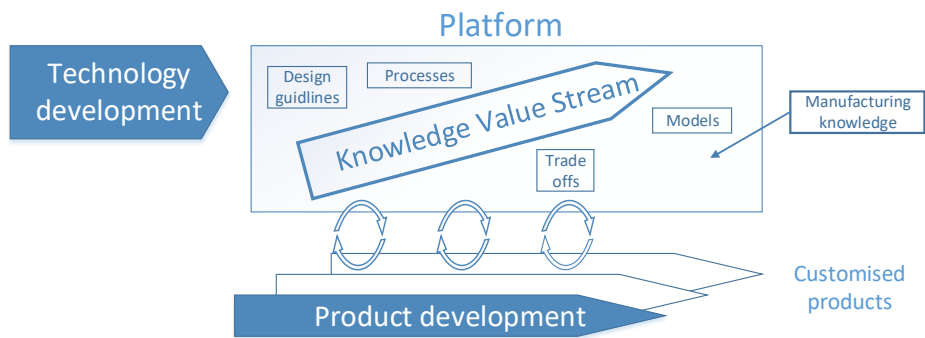 Platform
Technology
development
Design
guidlines
Processes
Knowledge Value Stream
Models
Manufacturing
knowledge
Trade
offs
Customised
products
Product development